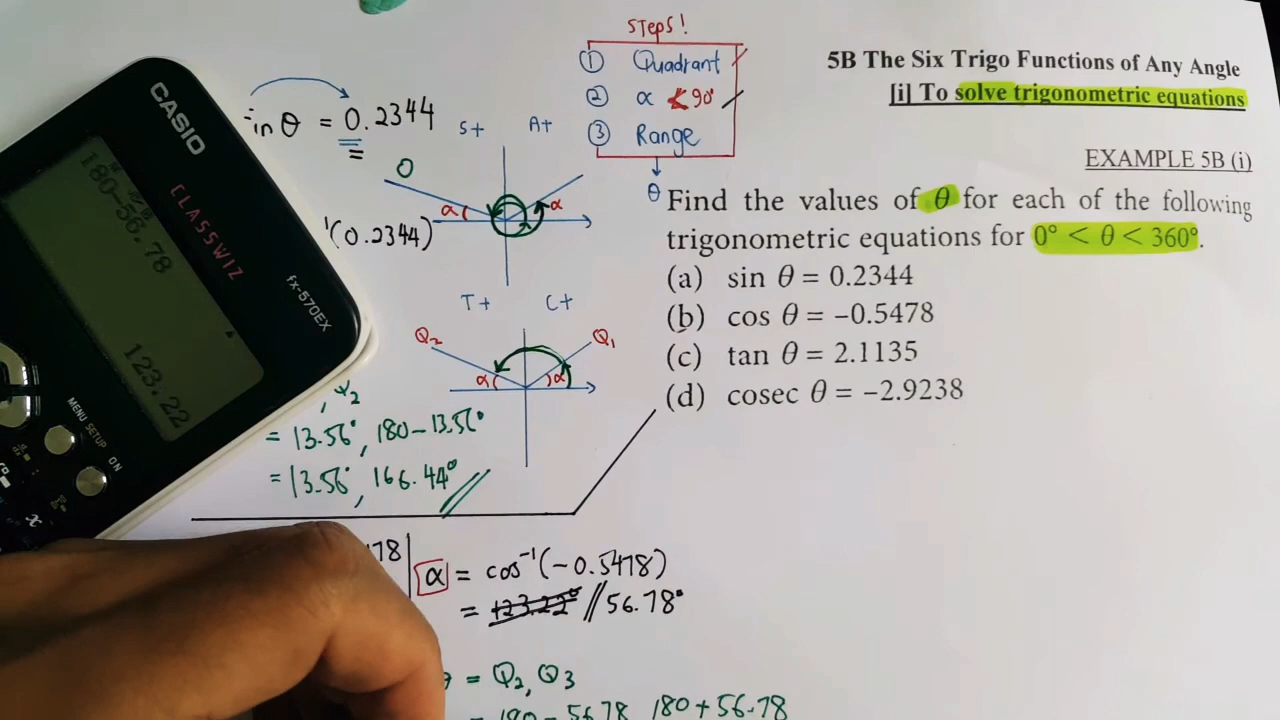 Steps!
① Quadrant
② α < 90°
③ Range
θ
5B The Six Trigo Functions of Any Angle
[i] To solve trigonometric equations
EXAMPLE 5B (i)
Find the values of θ for each of the following
trigonometric equations for 0° < θ < 360°.
(a) sin θ = 0.2344
(b) cos θ = −0.5478
(c) tan θ = 2.1135
(d) cosec θ = −2.9238
CASIO
CLASSWIZ
fx-570EX
180−56.78
123.22
MENU SETUP
ON
in θ = 0.2344
S+ A+
O
α α
(0.2344)
T+ C+
Q₂ Q₁
α α
= 13.56°, 180 − 13.56°
= 13.56°, 166.44°
78
α = cos⁻¹(−0.5478)
= 123.22° // 56.78°
= Q₂, Q₃
= 180 − 56.78 180 + 56.78